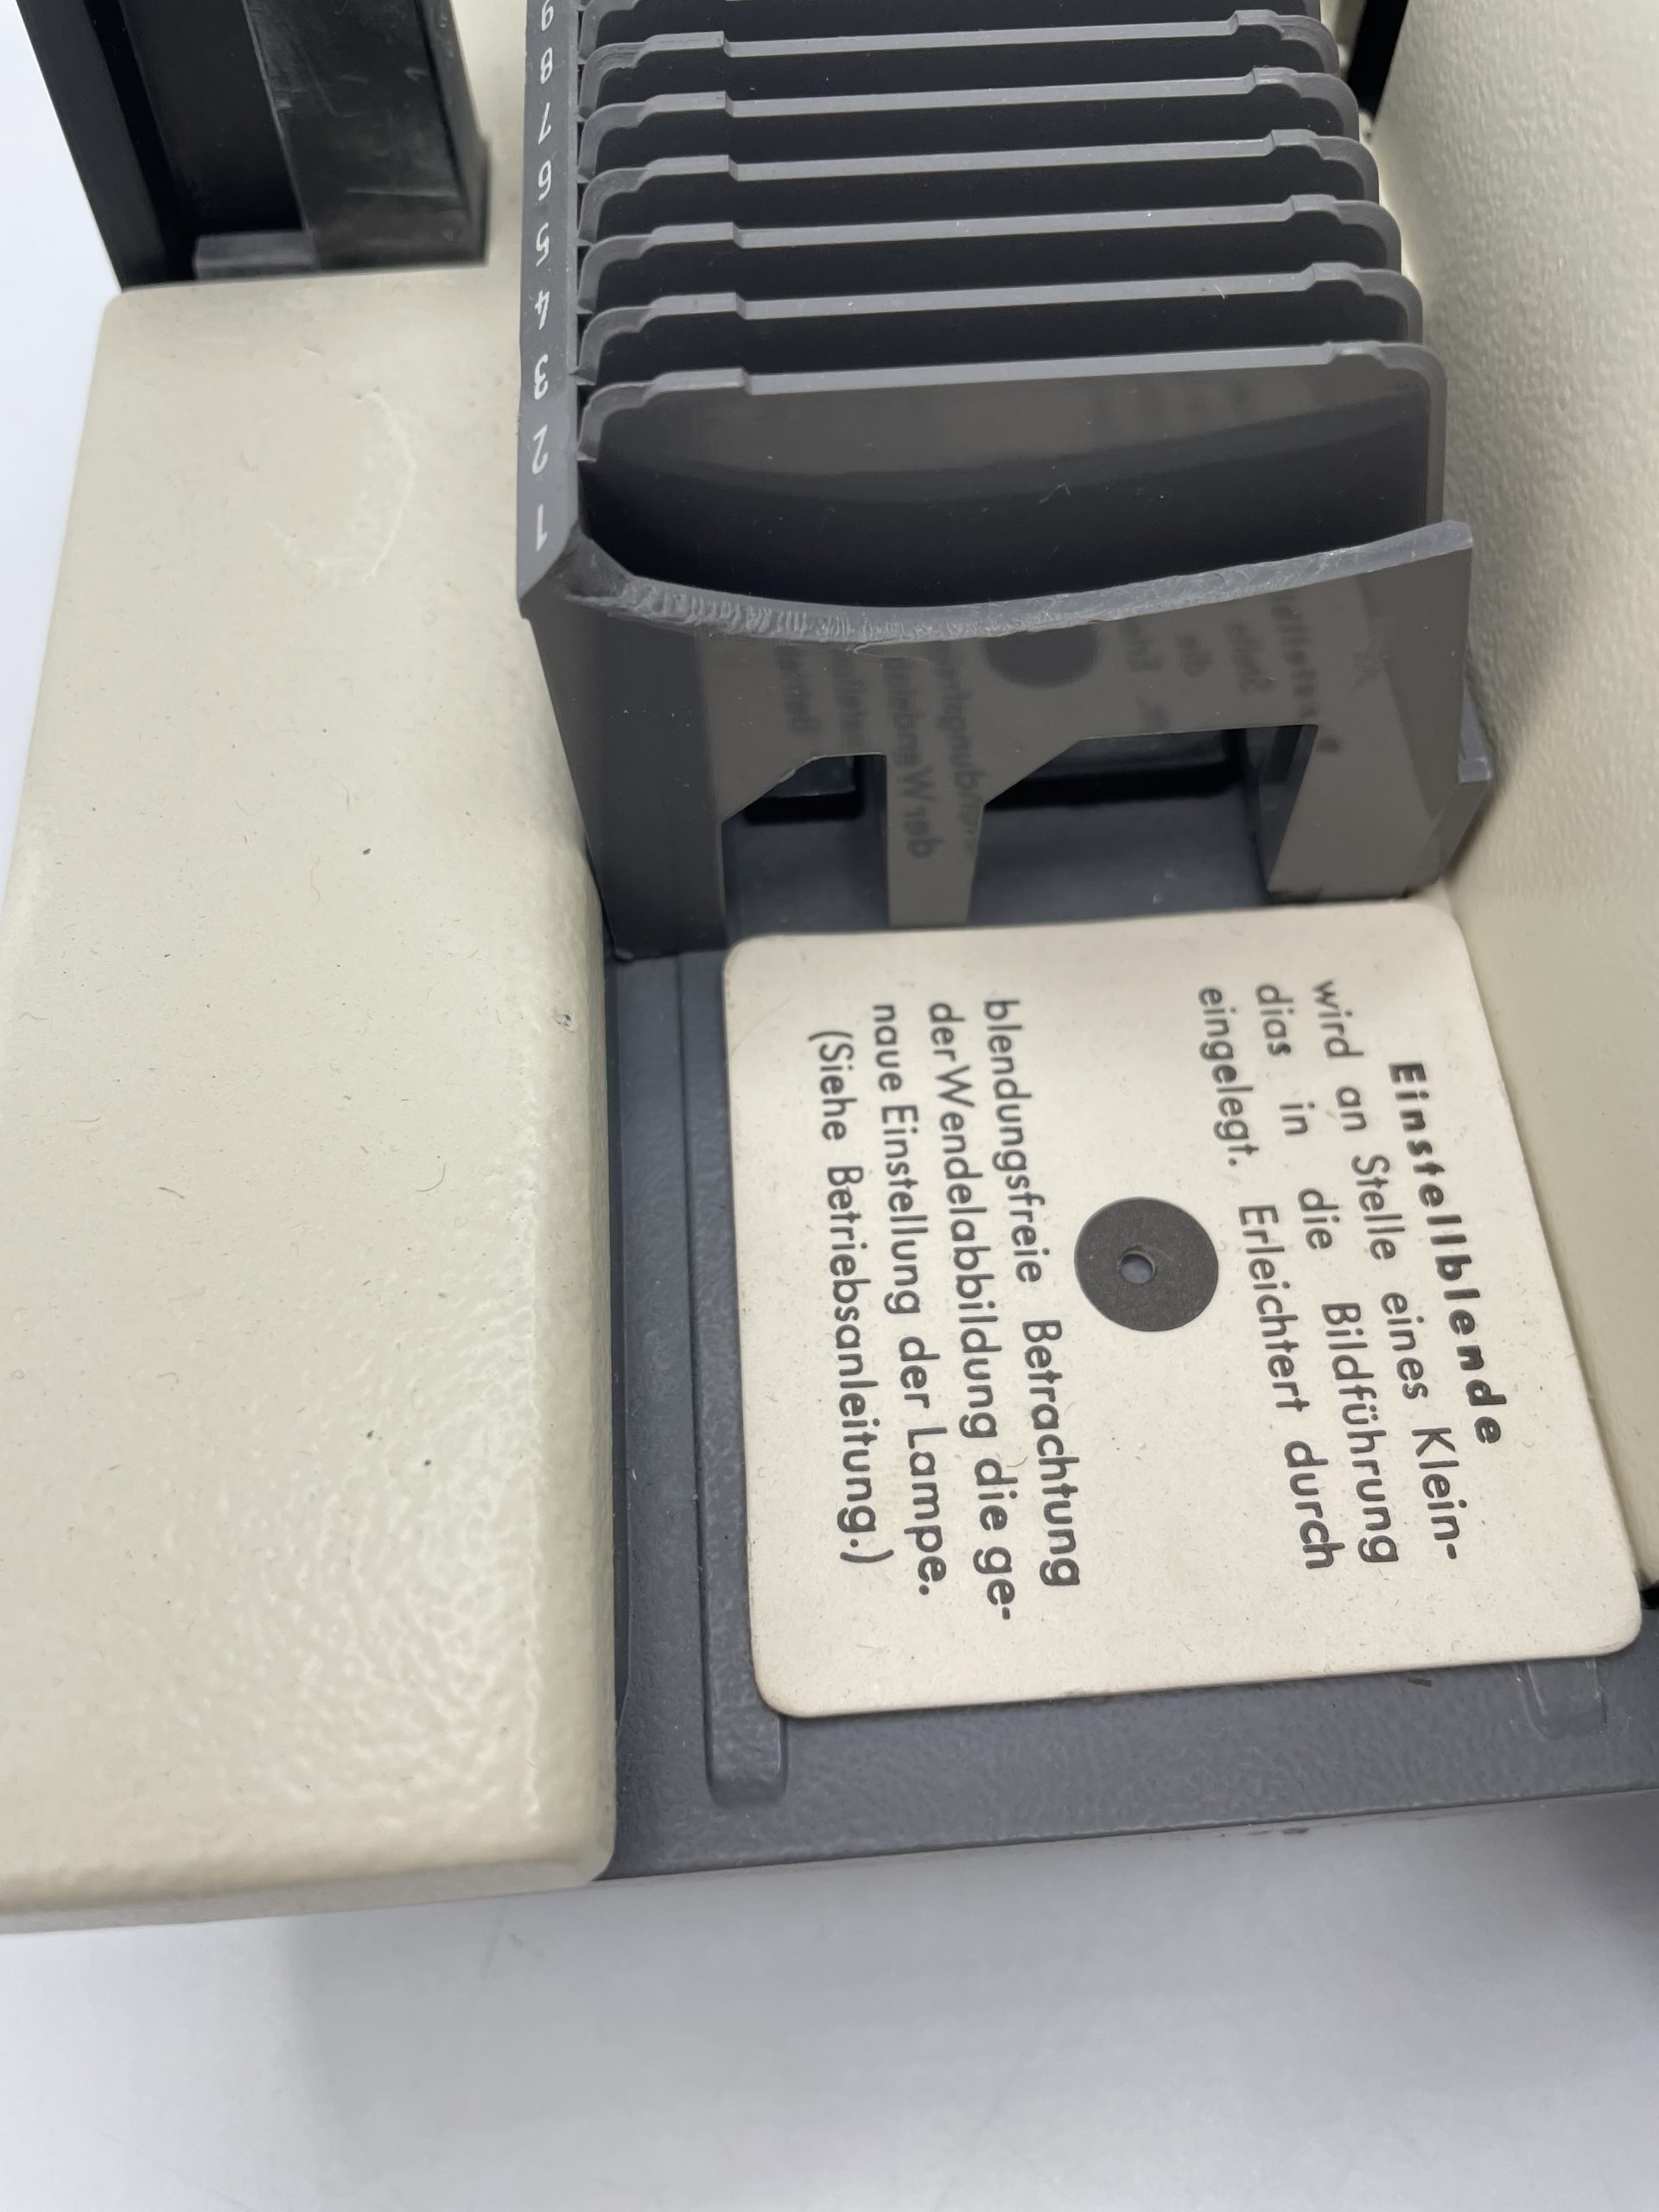 Einstellblende
wird an Stelle eines Klein-
dias in die Bildführung
eingelegt. Erleichtert durch
blendungsfreie Betrachtung
der Wendelabbildung die ge-
naue Einstellung der Lampe.
(Siehe Betriebsanleitung.)
1
2
3
4
5
6
7
8
9